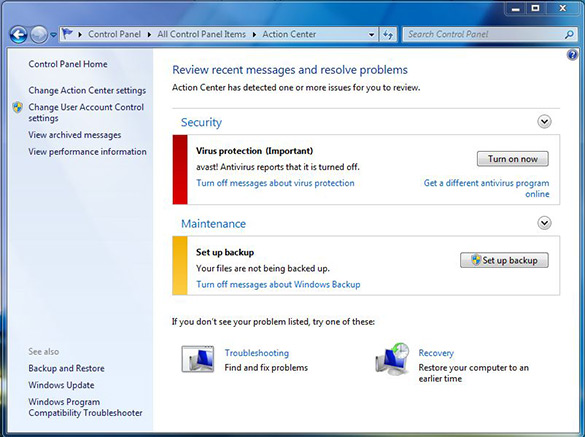 Control Panel ▸ All Control Panel Items ▸ Action Center
Search Control Panel
Control Panel Home
Change Action Center settings
Change User Account Control
settings
View archived messages
View performance information
Review recent messages and resolve problems
Action Center has detected one or more issues for you to review.
Security
Virus protection (Important)
avast! Antivirus reports that it is turned off.
Turn on now
Turn off messages about virus protection
Get a different antivirus program
online
Maintenance
Set up backup
Your files are not being backed up.
Set up backup
Turn off messages about Windows Backup
If you don't see your problem listed, try one of these:
Troubleshooting
Find and fix problems
Recovery
Restore your computer to an
earlier time
See also
Backup and Restore
Windows Update
Windows Program
Compatibility Troubleshooter